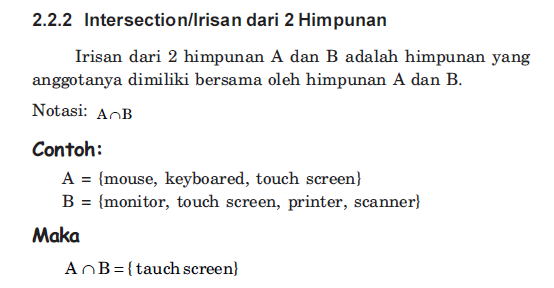 2.2.2 Intersection/Irisan dari 2 Himpunan
Irisan dari 2 himpunan A dan B adalah himpunan yang
anggotanya dimiliki bersama oleh himpunan A dan B.
Notasi: A∩B
Contoh:
A = {mouse, keyboared, touch screen}
B = {monitor, touch screen, printer, scanner}
Maka
A ∩ B = { tauch screen}